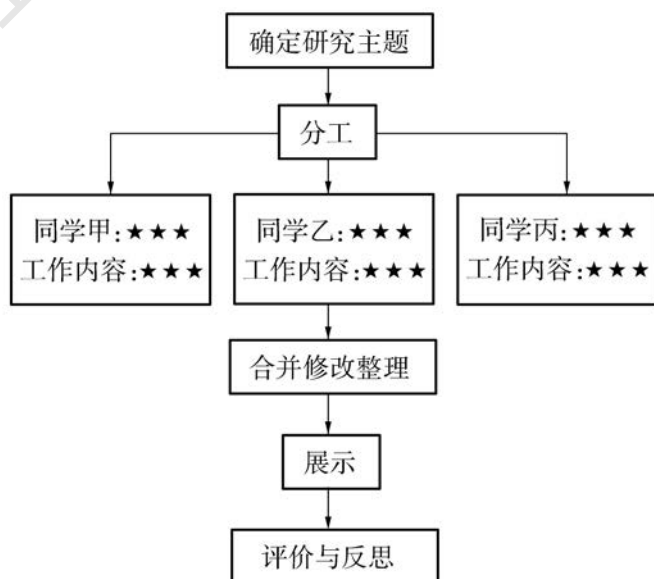 确定研究主题
分工
同学甲:★★★
工作内容:★★★
同学乙:★★★
工作内容:★★★
同学丙:★★★
工作内容:★★★
合并修改整理
展示
评价与反思